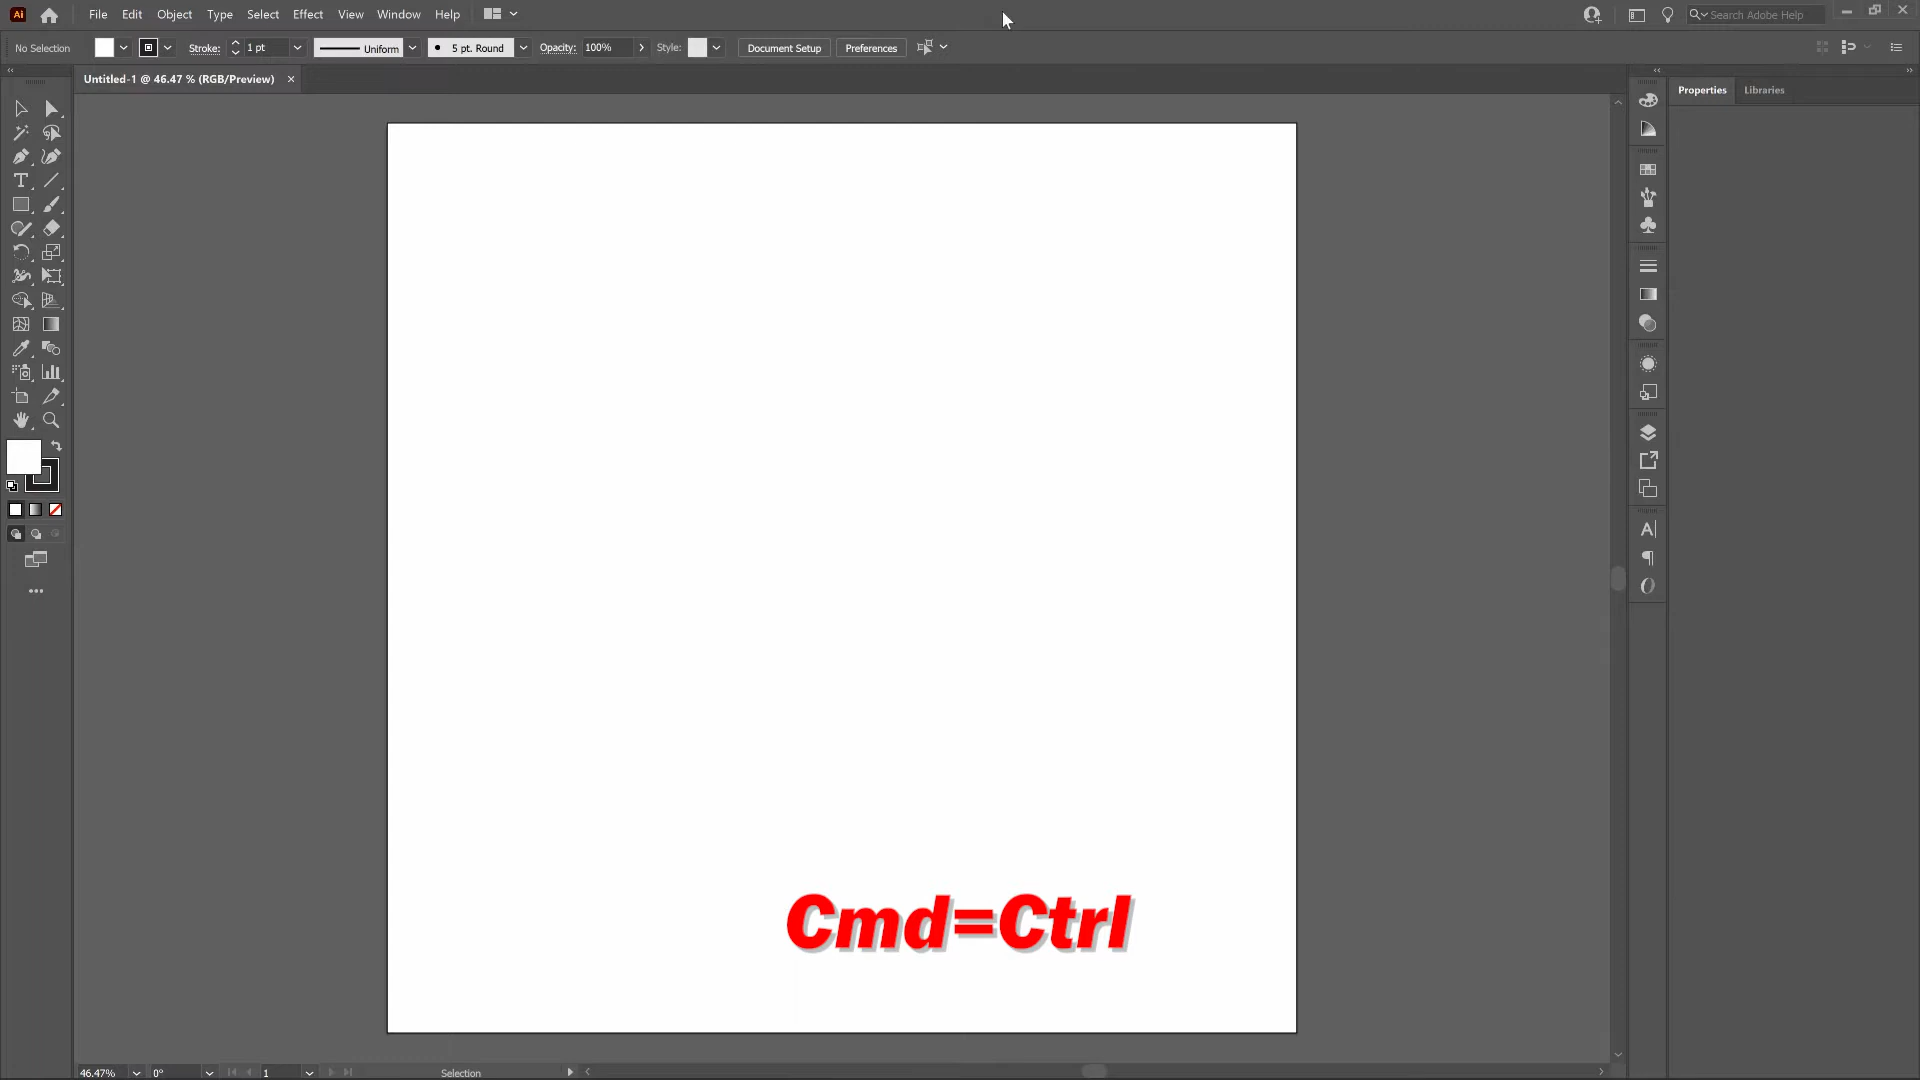 Ai File Edit Object Type Select Effect View Window Help Search Adobe Help
No Selection Stroke: 1 pt Uniform 5 pt. Round Opacity: 100% Style: Document Setup Preferences
Untitled-1 @ 46.47 % (RGB/Preview) Properties Libraries
Cmd=Ctrl
46.47% 0° 1 Selection